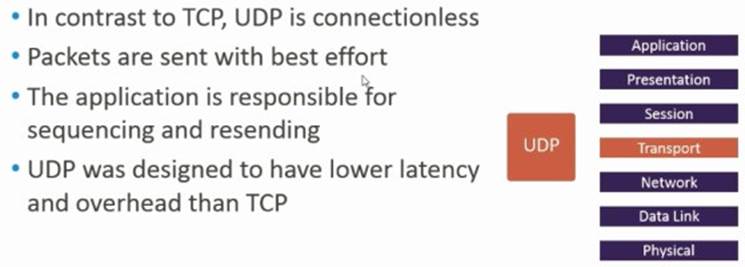 • In contrast to TCP, UDP is connectionless
• Packets are sent with best effort
• The application is responsible for
sequencing and resending
• UDP was designed to have lower latency
and overhead than TCP
UDP
Application
Presentation
Session
Transport
Network
Data Link
Physical